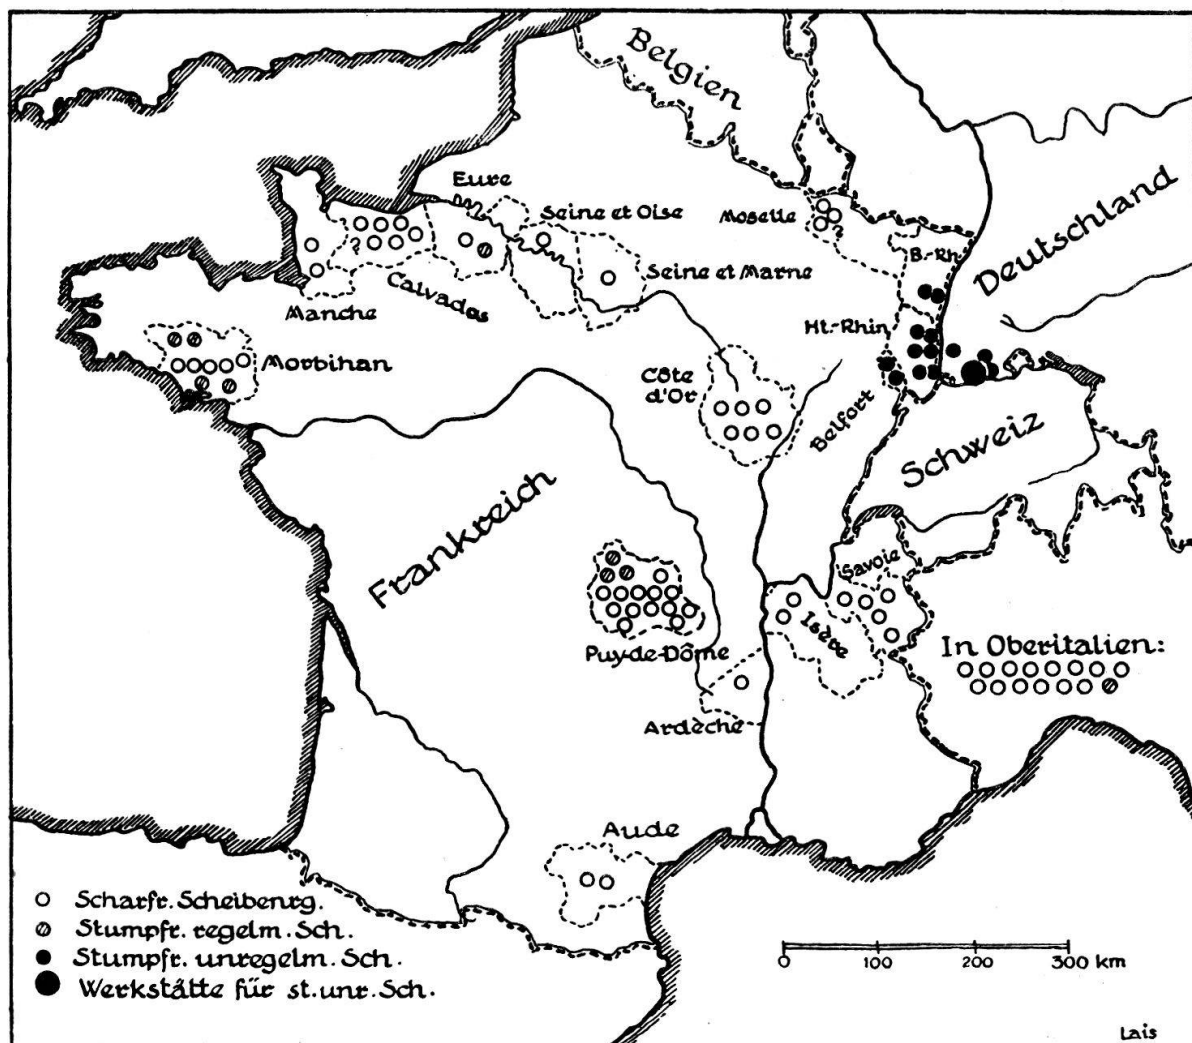 Belgien
Deutschland
Eure
Seine et Oise
Moselle
?
B.-Rh.
Seine et Marne
?
Manche
Calvados
Ht.-Rhin
Morbihan
Côte
d'Or
Belfort
Schweiz
Frankreich
Savoie
Isère
In Oberitalien:
Puy-de-Dôme
Ardèche
Aude
Scharfr. Scheibenrg.
Stumpfr. regelm. Sch.
Stumpfr. unregelm. Sch.
Werkstätte für st. unr. Sch.
0 100 200 300 km
Lais